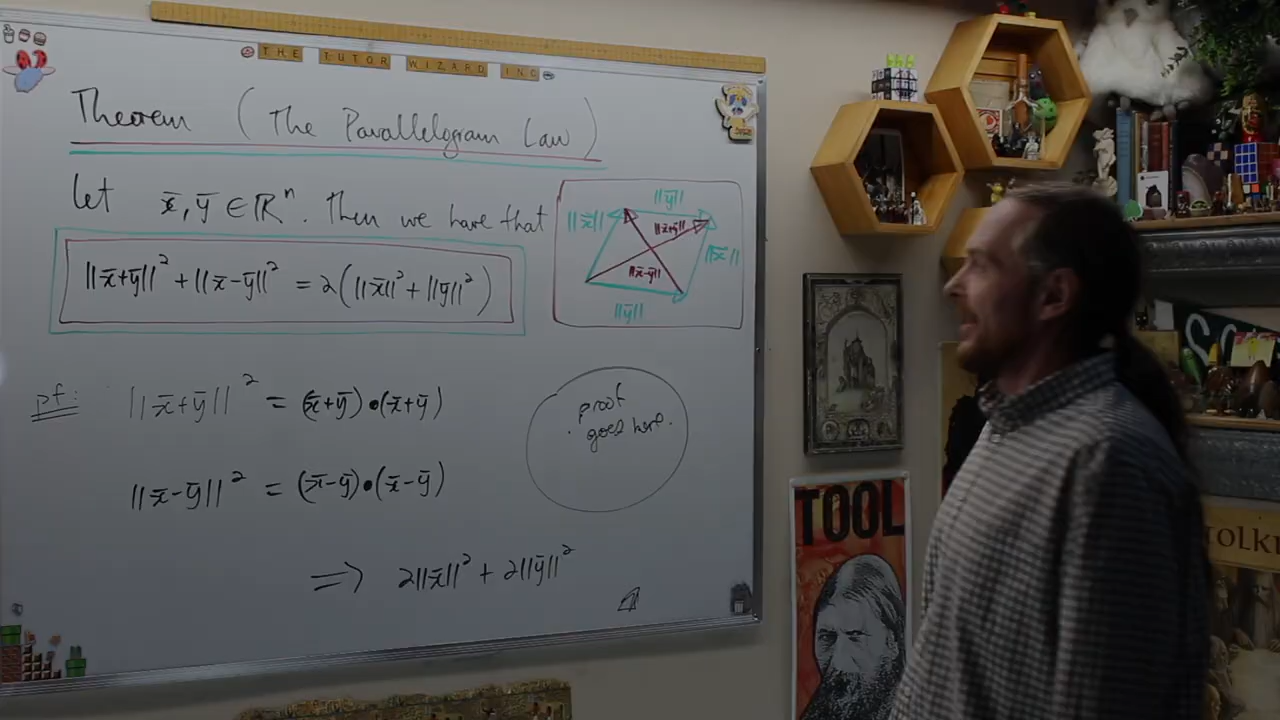 THE TUTOR WIZARD INC
Theorem (The Parallelogram Law)
let x̄, ȳ ∈ ℝⁿ. Then we have that
||x̄+ȳ||² + ||x̄-ȳ||² = 2(||x̄||² + ||ȳ||²)
||ȳ||
||x̄||
||x̄+ȳ||
||x̄||
||x̄-ȳ||
||ȳ||
pf: ||x̄+ȳ||² = (x̄+ȳ)•(x̄+ȳ)
proof
goes here.
||x̄-ȳ||² = (x̄-ȳ)•(x̄-ȳ)
=> 2||x̄||² + 2||ȳ||²
TOOL